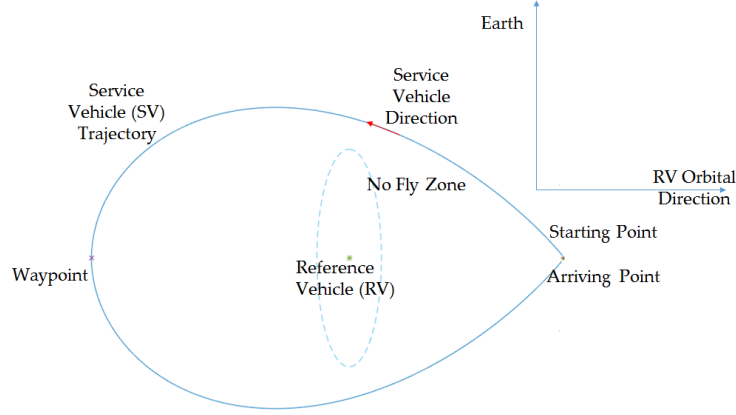 Earth
Service
Vehicle (SV)
Trajectory
Service
Vehicle
Direction
No Fly Zone
RV Orbital
Direction
Starting Point
Waypoint
Reference
Vehicle (RV)
Arriving Point